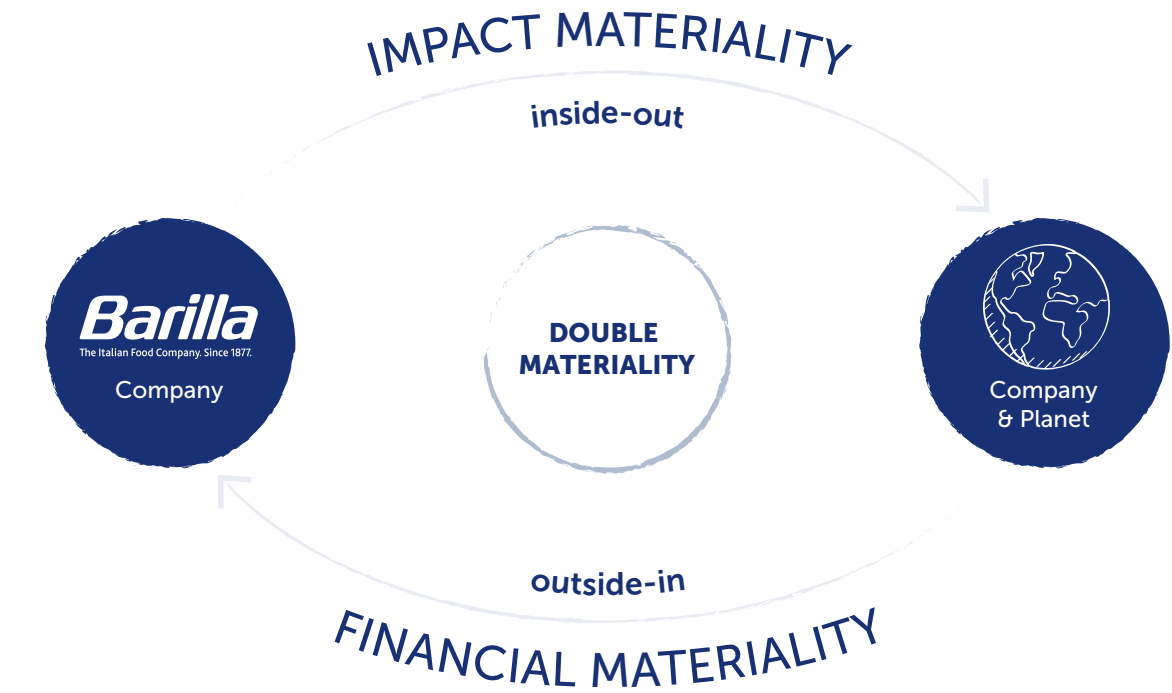 IMPACT MATERIALITY
inside-out
Barilla
The Italian Food Company. Since 1877.
Company
DOUBLE
MATERIALITY
Company
& Planet
outside-in
FINANCIAL MATERIALITY